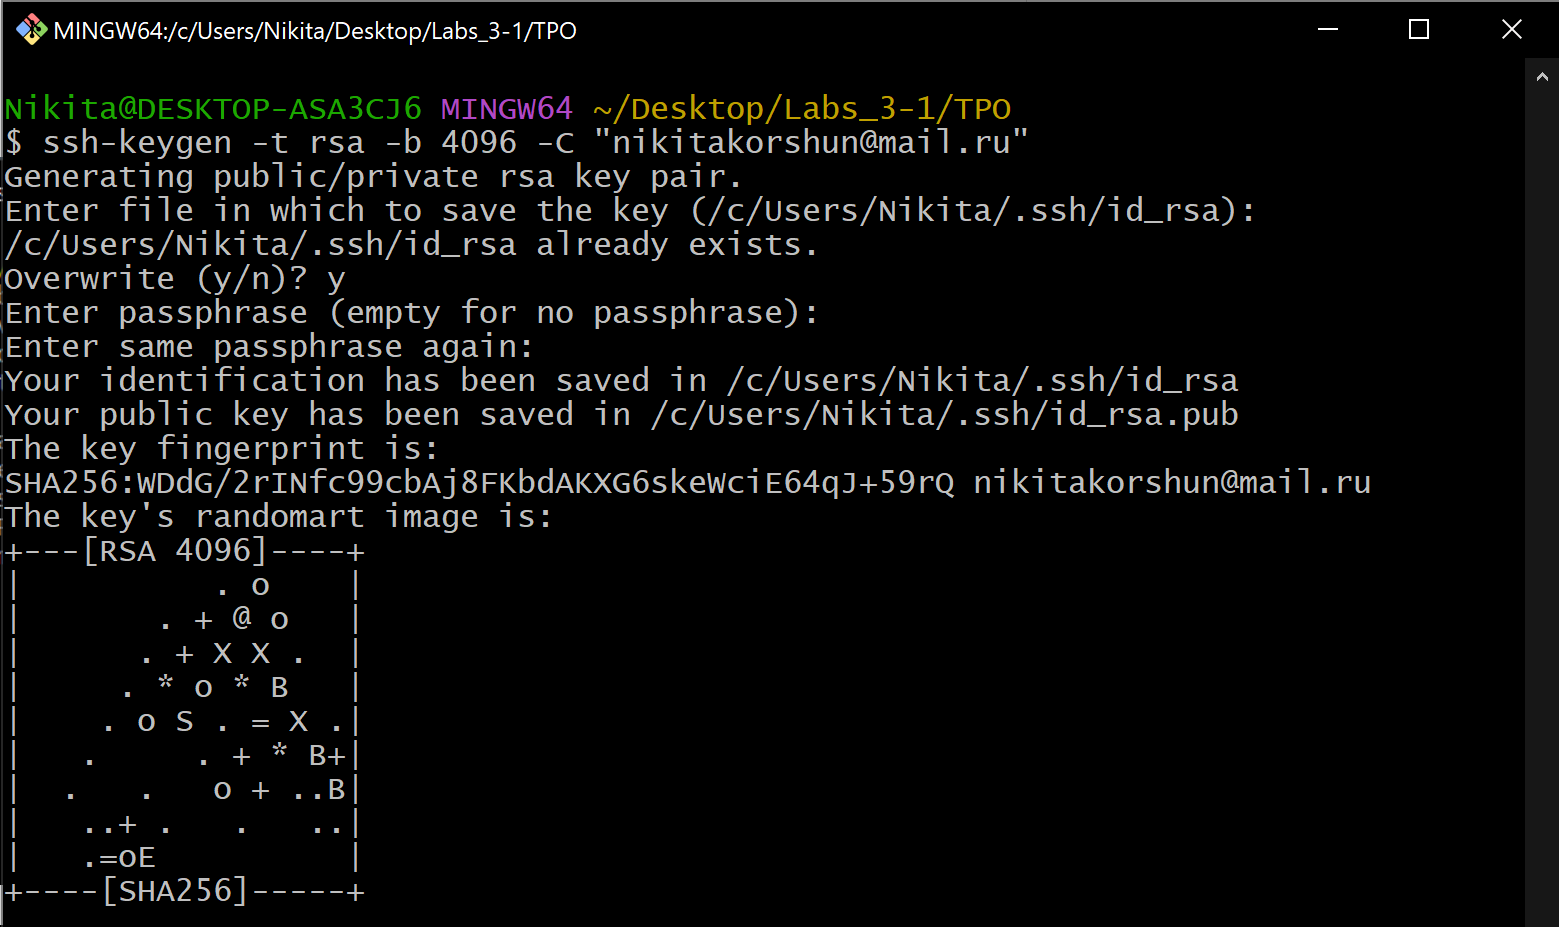 MINGW64:/c/Users/Nikita/Desktop/Labs_3-1/TPO
Nikita@DESKTOP-ASA3CJ6 MINGW64 ~/Desktop/Labs_3-1/TPO
$ ssh-keygen -t rsa -b 4096 -C "nikitakorshun@mail.ru"
Generating public/private rsa key pair.
Enter file in which to save the key (/c/Users/Nikita/.ssh/id_rsa):
/c/Users/Nikita/.ssh/id_rsa already exists.
Overwrite (y/n)? y
Enter passphrase (empty for no passphrase):
Enter same passphrase again:
Your identification has been saved in /c/Users/Nikita/.ssh/id_rsa
Your public key has been saved in /c/Users/Nikita/.ssh/id_rsa.pub
The key fingerprint is:
SHA256:WDdG/2rINfc99cbAj8FKbdAKXG6skeWciE64qJ+59rQ nikitakorshun@mail.ru
The key's randomart image is:
+---[RSA 4096]----+
|          . o    |
|       . + @ o   |
|      . + X X .  |
|     . * o * B   |
|    . o S . = X .|
|   .     . + * B+|
|  .   .   o + ..B|
|   ..+ .   .   ..|
|   .=oE          |
+----[SHA256]-----+